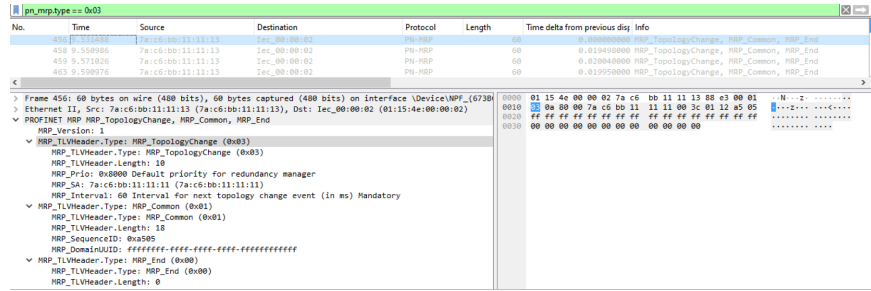 pn_mrp.type == 0x03
No. Time Source Destination Protocol Length Time delta from previous disp Info
456 9.531488 7a:c6:bb:11:11:13 Iec_00:00:02 PN-MRP 60 0.000000000 MRP_TopologyChange, MRP_Common, MRP_End
458 9.550986 7a:c6:bb:11:11:13 Iec_00:00:02 PN-MRP 60 0.019498000 MRP_TopologyChange, MRP_Common, MRP_End
459 9.571026 7a:c6:bb:11:11:13 Iec_00:00:02 PN-MRP 60 0.020040000 MRP_TopologyChange, MRP_Common, MRP_End
463 9.590976 7a:c6:bb:11:11:13 Iec_00:00:02 PN-MRP 60 0.019950000 MRP_TopologyChange, MRP_Common, MRP_End
Frame 456: 60 bytes on wire (480 bits), 60 bytes captured (480 bits) on interface \Device\NPF_{673B
Ethernet II, Src: 7a:c6:bb:11:11:13 (7a:c6:bb:11:11:13), Dst: Iec_00:00:02 (01:15:4e:00:00:02)
PROFINET MRP MRP_TopologyChange, MRP_Common, MRP_End
MRP_Version: 1
MRP_TLVHeader.Type: MRP_TopologyChange (0x03)
MRP_TLVHeader.Type: MRP_TopologyChange (0x03)
MRP_TLVHeader.Length: 10
MRP_Prio: 0x8000 Default priority for redundancy manager
MRP_SA: 7a:c6:bb:11:11:11 (7a:c6:bb:11:11:11)
MRP_Interval: 60 Interval for next topology change event (in ms) Mandatory
MRP_TLVHeader.Type: MRP_Common (0x01)
MRP_TLVHeader.Type: MRP_Common (0x01)
MRP_TLVHeader.Length: 18
MRP_SequenceID: 0xa505
MRP_DomainUUID: ffffffff-ffff-ffff-ffff-ffffffffffff
MRP_TLVHeader.Type: MRP_End (0x00)
MRP_TLVHeader.Type: MRP_End (0x00)
MRP_TLVHeader.Length: 0
0000 01 15 4e 00 00 02 7a c6 bb 11 11 13 88 e3 00 01 ··N···z· ········
0010 03 0a 80 00 7a c6 bb 11 11 11 00 3c 01 12 a5 05 ····z··· ···<····
0020 ff ff ff ff ff ff ff ff ff ff ff ff ff ff ff ff ········ ········
0030 00 00 00 00 00 00 00 00 00 00 00 00 ········ ····